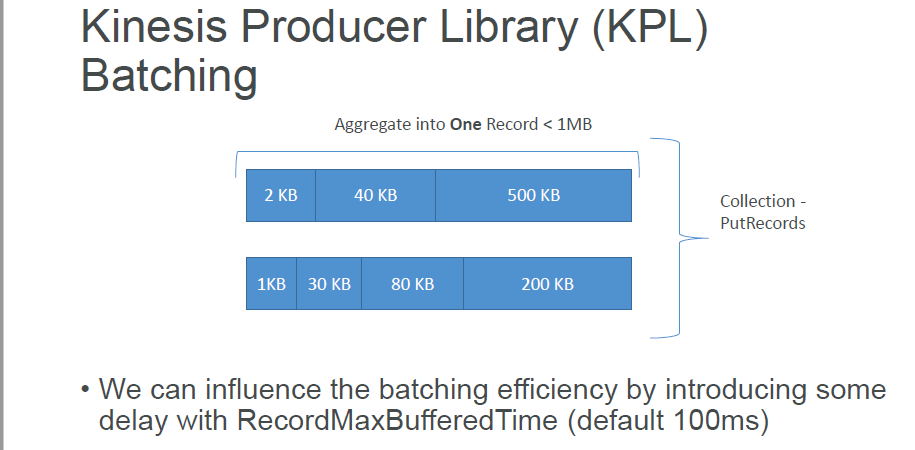 Kinesis Producer Library (KPL)
Batching
Aggregate into One Record < 1MB
2 KB 40 KB 500 KB
Collection -
PutRecords
1KB 30 KB 80 KB 200 KB
• We can influence the batching efficiency by introducing some
delay with RecordMaxBufferedTime (default 100ms)